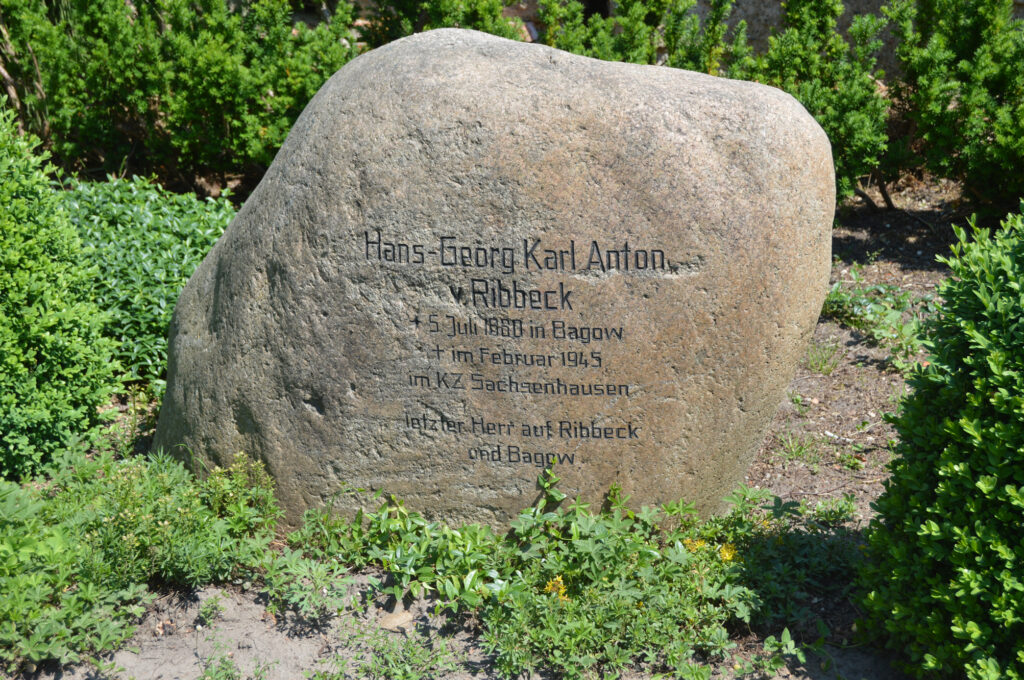 Hans-Georg Karl Anton
v. Ribbeck
* 5. Juli 1880 in Bagow
† im Februar 1945
im KZ Sachsenhausen
letzter Herr auf Ribbeck
und Bagow